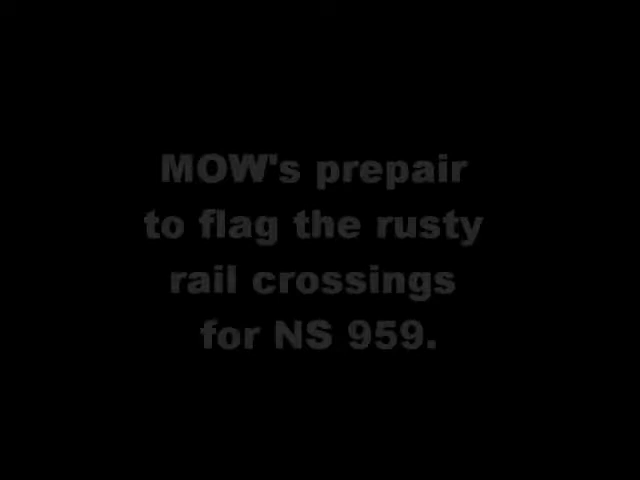 MOW's prepair
to flag the rusty
rail crossings
for NS 959.